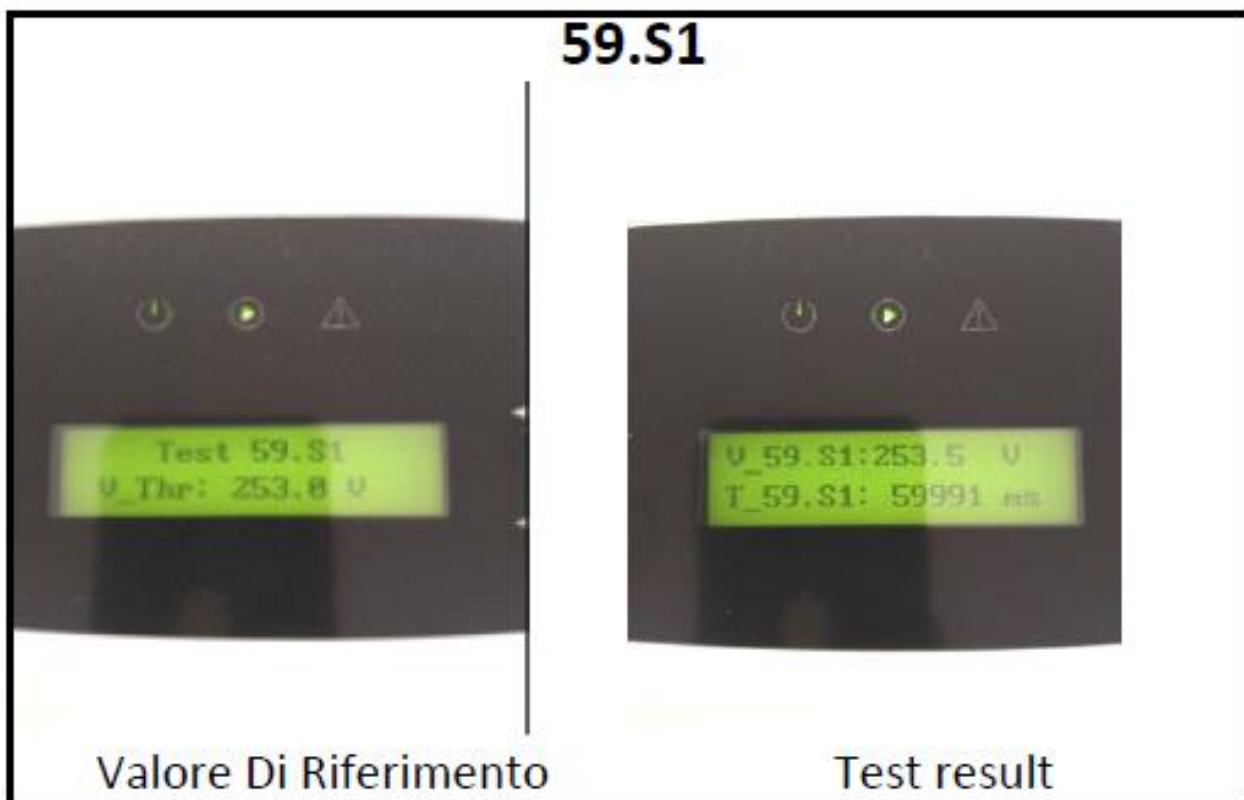 59.S1
Test 59.S1
V_Thr: 253.0 V
V_59.S1:253.5 V
T_59.S1: 59991 ms
Valore Di Riferimento
Test result